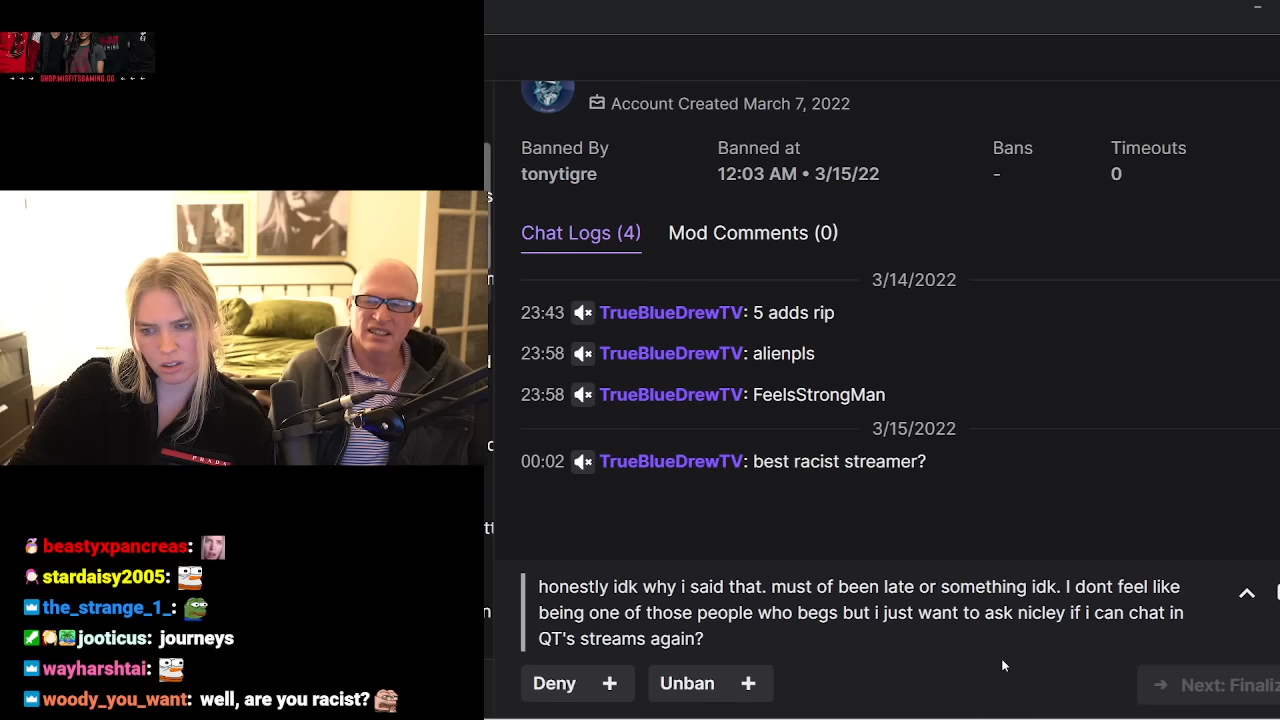 SHOP.MISFITSGAMING.GG
Account Created March 7, 2022
Banned By
Banned at
Bans
Timeouts
tonytigre
12:03 AM • 3/15/22
-
0
Chat Logs (4)
Mod Comments (0)
3/14/2022
23:43 TrueBlueDrewTV: 5 adds rip
23:58 TrueBlueDrewTV: alienpls
23:58 TrueBlueDrewTV: FeelsStrongMan
3/15/2022
00:02 TrueBlueDrewTV: best racist streamer?
honestly idk why i said that. must of been late or something idk. I dont feel like
being one of those people who begs but i just want to ask nicley if i can chat in
QT's streams again?
Deny +
Unban +
Next: Finaliz
PRADA
beastyxpancreas:
stardaisy2005:
the_strange_1_:
jooticus: journeys
wayharshtai:
woody_you_want: well, are you racist?